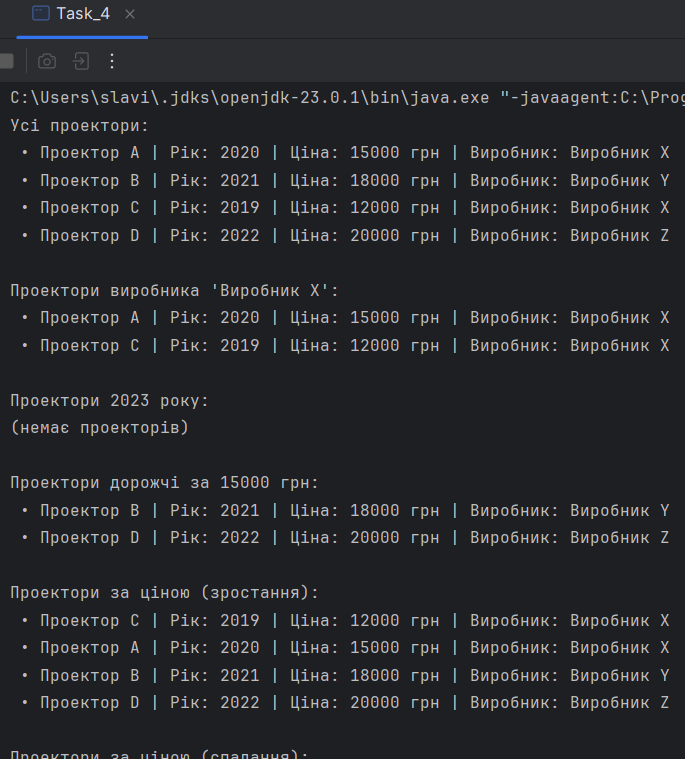 Task_4
C:\Users\slavi\.jdks\openjdk-23.0.1\bin\java.exe "-javaagent:C:\Prog
Усі проектори:
• Проектор A | Рік: 2020 | Ціна: 15000 грн | Виробник: Виробник X
• Проектор B | Рік: 2021 | Ціна: 18000 грн | Виробник: Виробник Y
• Проектор C | Рік: 2019 | Ціна: 12000 грн | Виробник: Виробник X
• Проектор D | Рік: 2022 | Ціна: 20000 грн | Виробник: Виробник Z
Проектори виробника 'Виробник X':
• Проектор A | Рік: 2020 | Ціна: 15000 грн | Виробник: Виробник X
• Проектор C | Рік: 2019 | Ціна: 12000 грн | Виробник: Виробник X
Проектори 2023 року:
(немає проекторів)
Проектори дорожчі за 15000 грн:
• Проектор B | Рік: 2021 | Ціна: 18000 грн | Виробник: Виробник Y
• Проектор D | Рік: 2022 | Ціна: 20000 грн | Виробник: Виробник Z
Проектори за ціною (зростання):
• Проектор C | Рік: 2019 | Ціна: 12000 грн | Виробник: Виробник X
• Проектор A | Рік: 2020 | Ціна: 15000 грн | Виробник: Виробник X
• Проектор B | Рік: 2021 | Ціна: 18000 грн | Виробник: Виробник Y
• Проектор D | Рік: 2022 | Ціна: 20000 грн | Виробник: Виробник Z
Проектори за ціною (спадання):